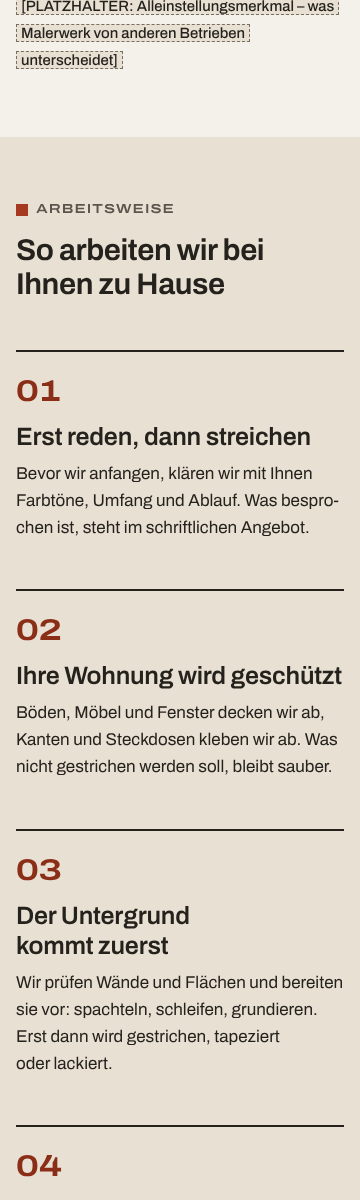 [PLATZHALTER: Alleinstellungsmerkmal – was
Malerwerk von anderen Betrieben
unterscheidet]
ARBEITSWEISE
So arbeiten wir bei
Ihnen zu Hause
01
Erst reden, dann streichen
Bevor wir anfangen, klären wir mit Ihnen
Farbtöne, Umfang und Ablauf. Was bespro-
chen ist, steht im schriftlichen Angebot.
02
Ihre Wohnung wird geschützt
Böden, Möbel und Fenster decken wir ab,
Kanten und Steckdosen kleben wir ab. Was
nicht gestrichen werden soll, bleibt sauber.
03
Der Untergrund
kommt zuerst
Wir prüfen Wände und Flächen und bereiten
sie vor: spachteln, schleifen, grundieren.
Erst dann wird gestrichen, tapeziert
oder lackiert.
04